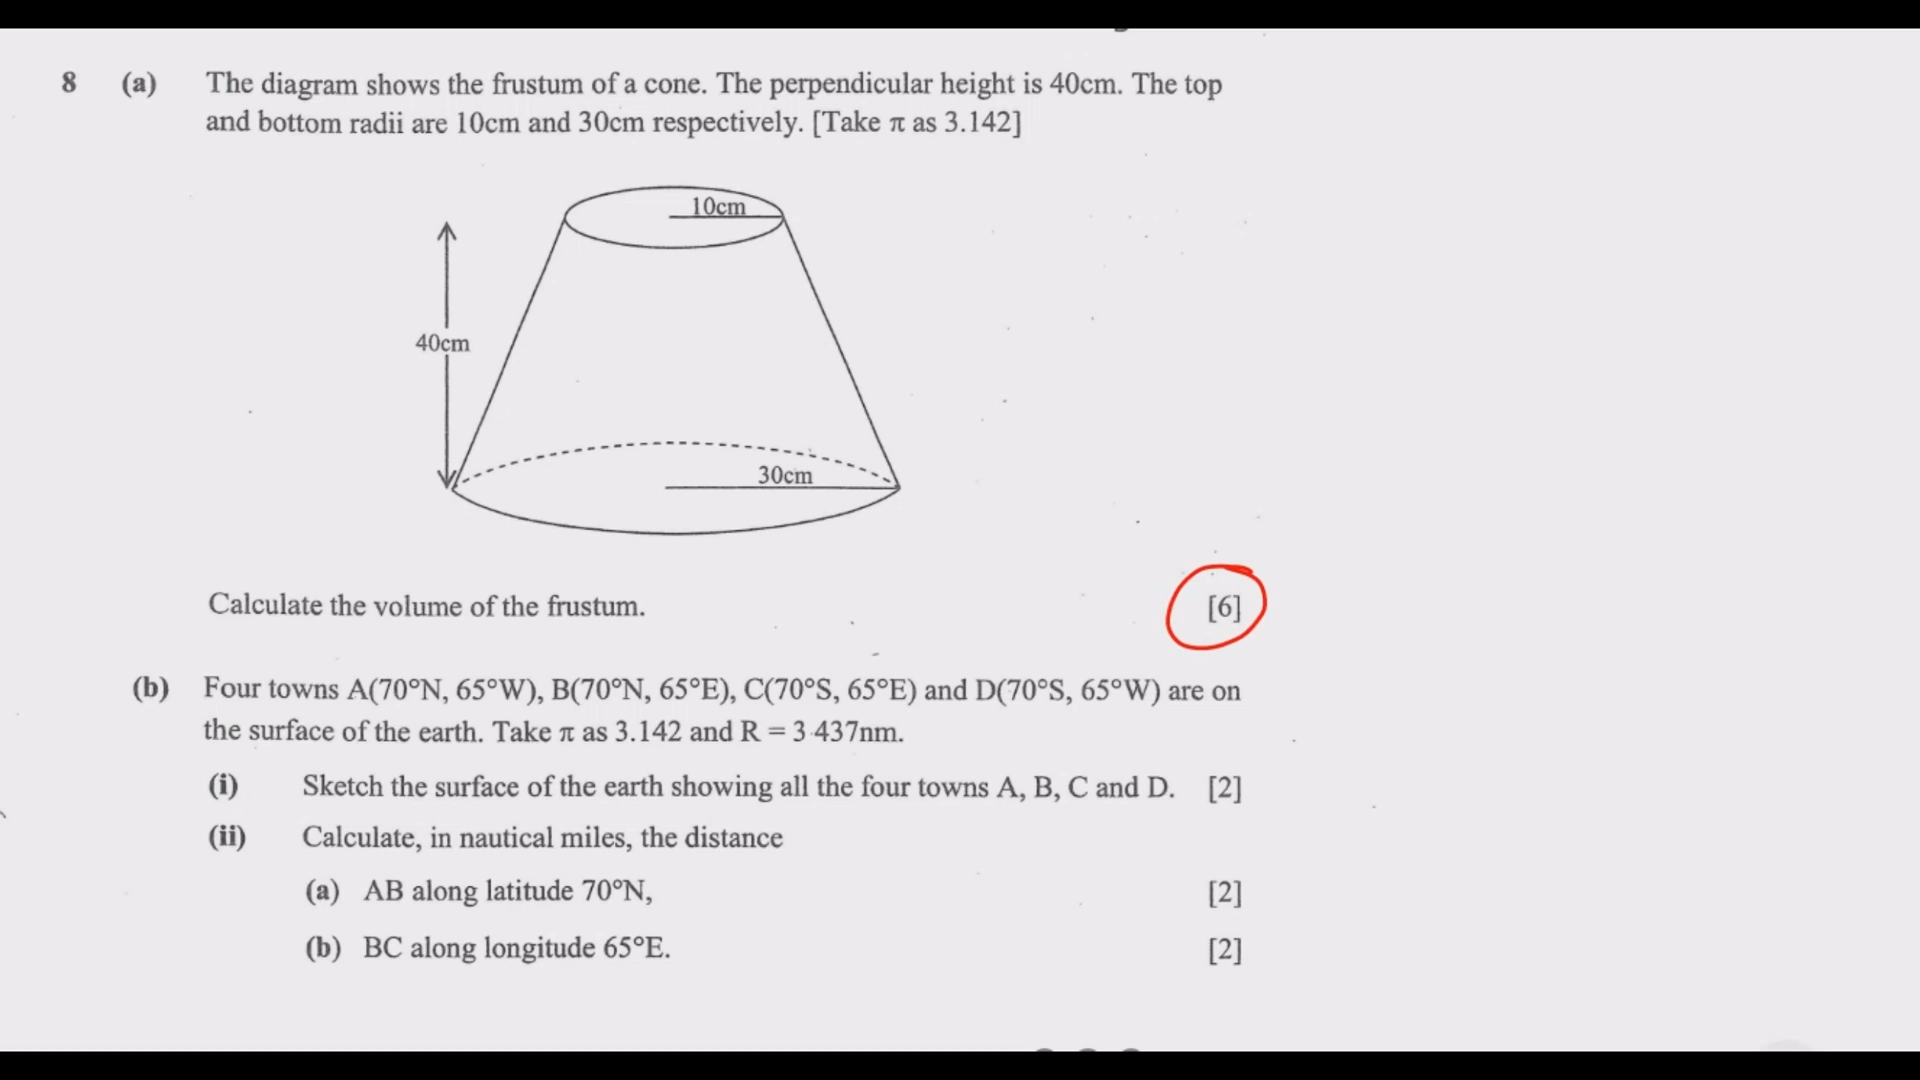 8 (a) The diagram shows the frustum of a cone. The perpendicular height is 40cm. The top
and bottom radii are 10cm and 30cm respectively. [Take π as 3.142]
10cm
40cm
30cm
Calculate the volume of the frustum. [6]
(b) Four towns A(70°N, 65°W), B(70°N, 65°E), C(70°S, 65°E) and D(70°S, 65°W) are on
the surface of the earth. Take π as 3.142 and R = 3 437nm.
(i) Sketch the surface of the earth showing all the four towns A, B, C and D. [2]
(ii) Calculate, in nautical miles, the distance
(a) AB along latitude 70°N, [2]
(b) BC along longitude 65°E. [2]